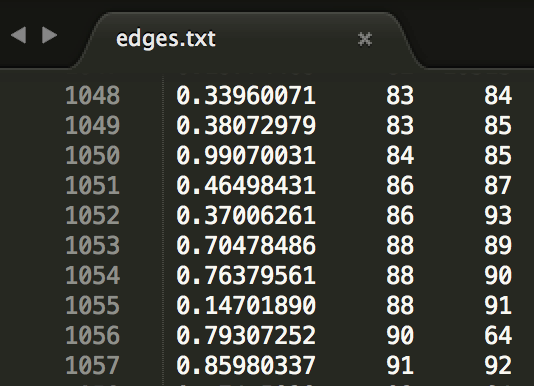 edges.txt
1048 0.33960071 83 84
1049 0.38072979 83 85
1050 0.99070031 84 85
1051 0.46498431 86 87
1052 0.37006261 86 93
1053 0.70478486 88 89
1054 0.76379561 88 90
1055 0.14701890 88 91
1056 0.79307252 90 64
1057 0.85980337 91 92